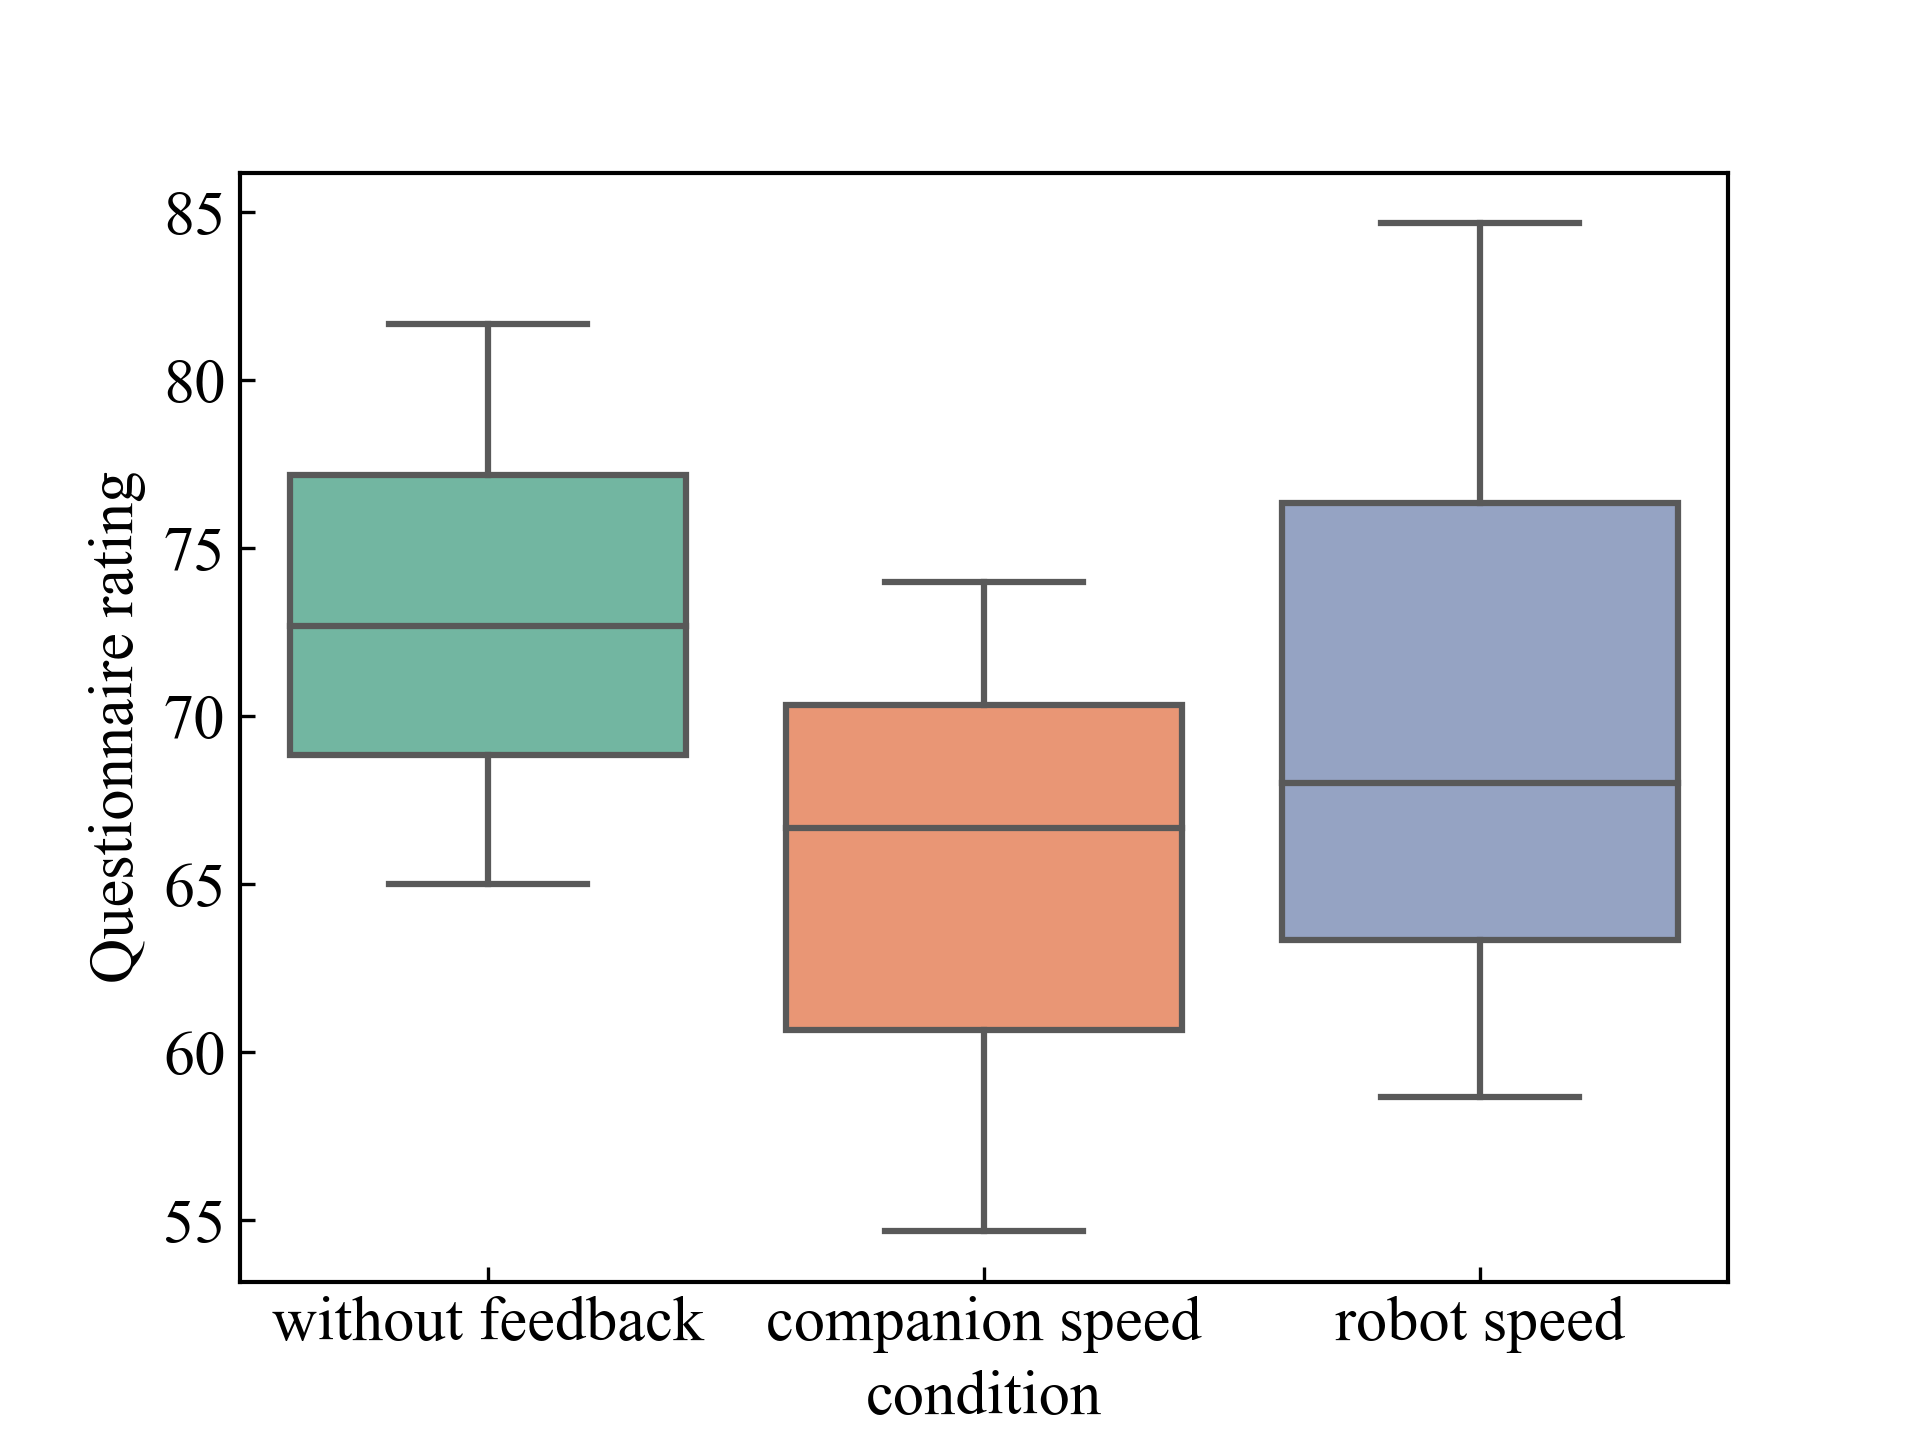 85
80
75
70
65
60
55
Questionnaire rating
without feedback companion speed robot speed
condition